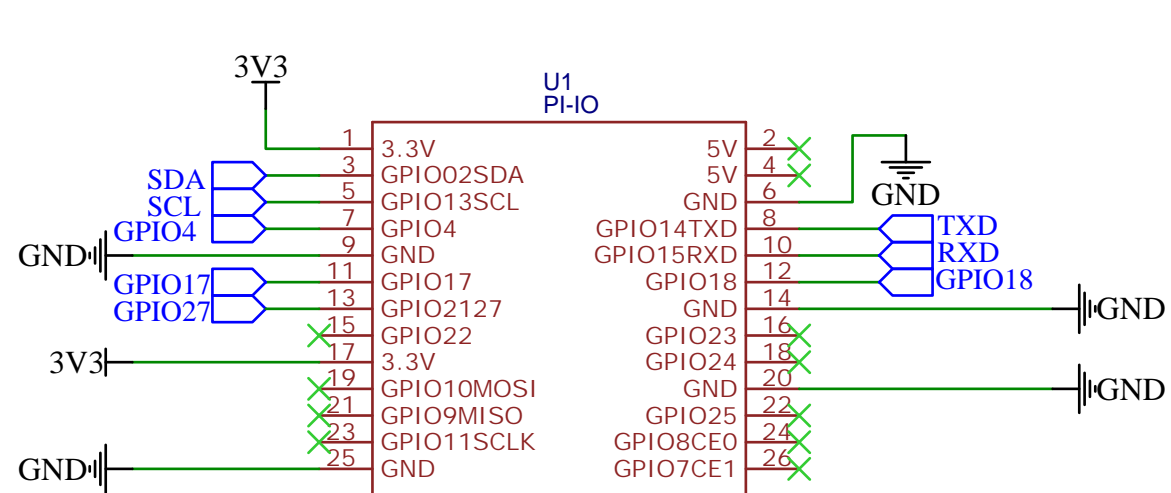 3V3
U1
PI-IO
1 3.3V 5V 2
SDA 3 GPIO02SDA 5V 4
SCL 5 GPIO13SCL GND 6 GND
GPIO4 7 GPIO4 GPIO14TXD 8 TXD
GND 9 GND GPIO15RXD 10 RXD
GPIO17 11 GPIO17 GPIO18 12 GPIO18
GPIO27 13 GPIO2127 GND 14 GND
15 GPIO22 GPIO23 16
3V3 17 3.3V GPIO24 18
19 GPIO10MOSI GND 20 GND
21 GPIO9MISO GPIO25 22
23 GPIO11SCLK GPIO8CE0 24
GND 25 GND GPIO7CE1 26